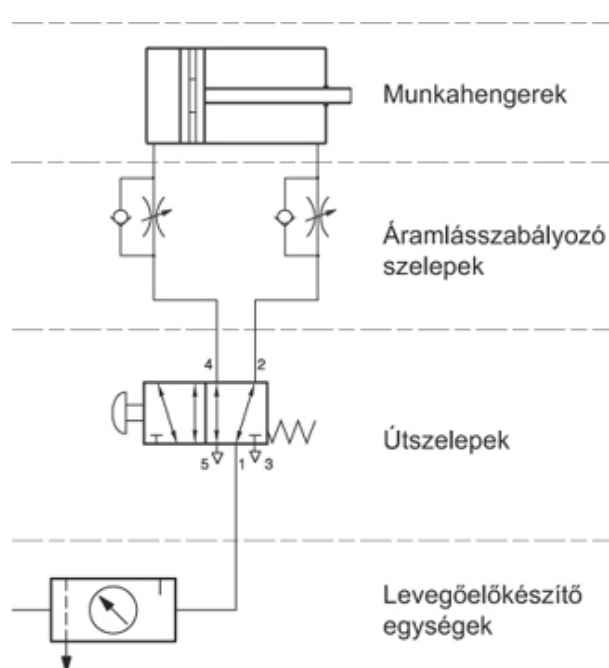 Munkahengerek
Áramlásszabályozó
szelepek
4 2
Útszelepek
5 1 3
Levegőelőkészítő
egységek